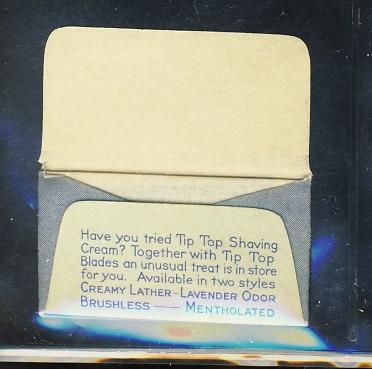 Have you tried Tip Top Shaving
Cream? Together with Tip Top
Blades an unusual treat is in store
for you. Available in two styles
CREAMY LATHER–LAVENDER ODOR
BRUSHLESS —— MENTHOLATED